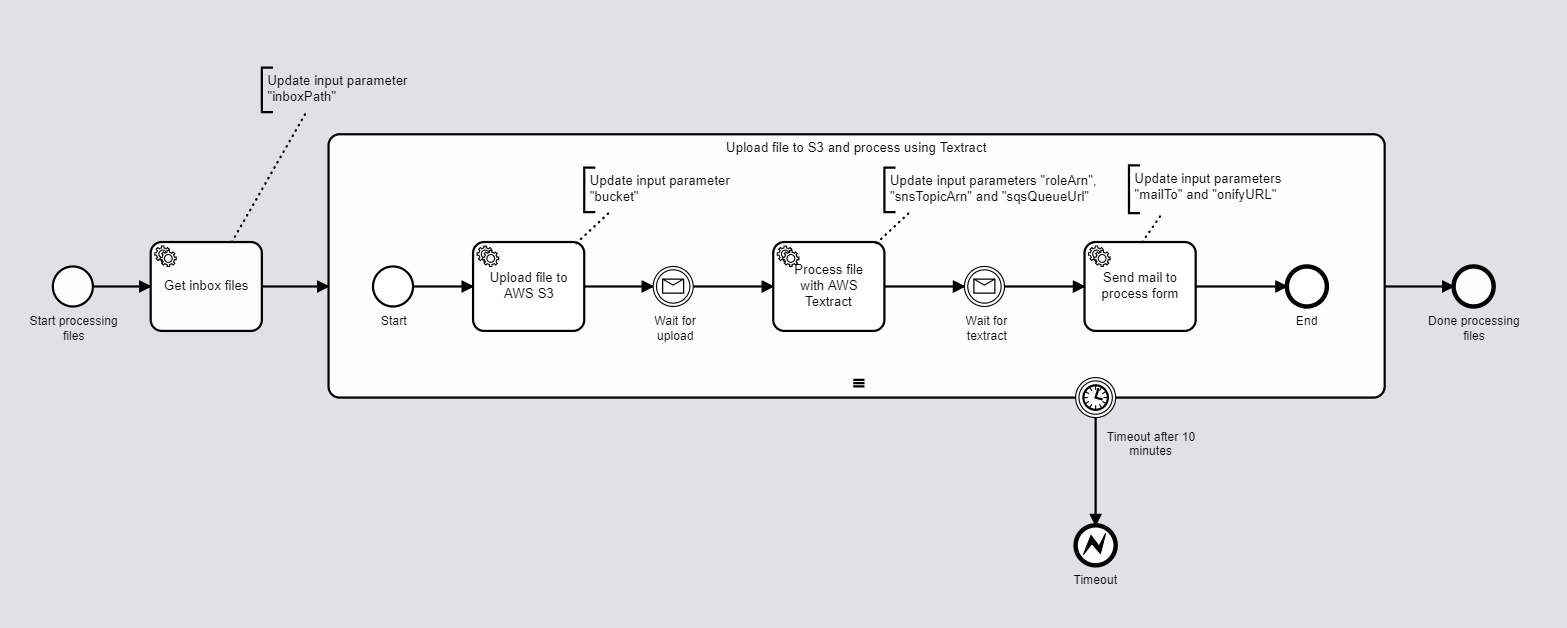 Update input parameter
"inboxPath"
Upload file to S3 and process using Textract
Update input parameter
"bucket"
Update input parameters "roleArn",
"snsTopicArn" and "sqsQueueUrl"
Update input parameters
"mailTo" and "onifyURL"
Start processing
files
Get inbox files
Start
Upload file to
AWS S3
Wait for
upload
Process file
with AWS
Textract
Wait for
textract
Send mail to
process form
End
Done processing
files
Timeout after 10
minutes
Timeout